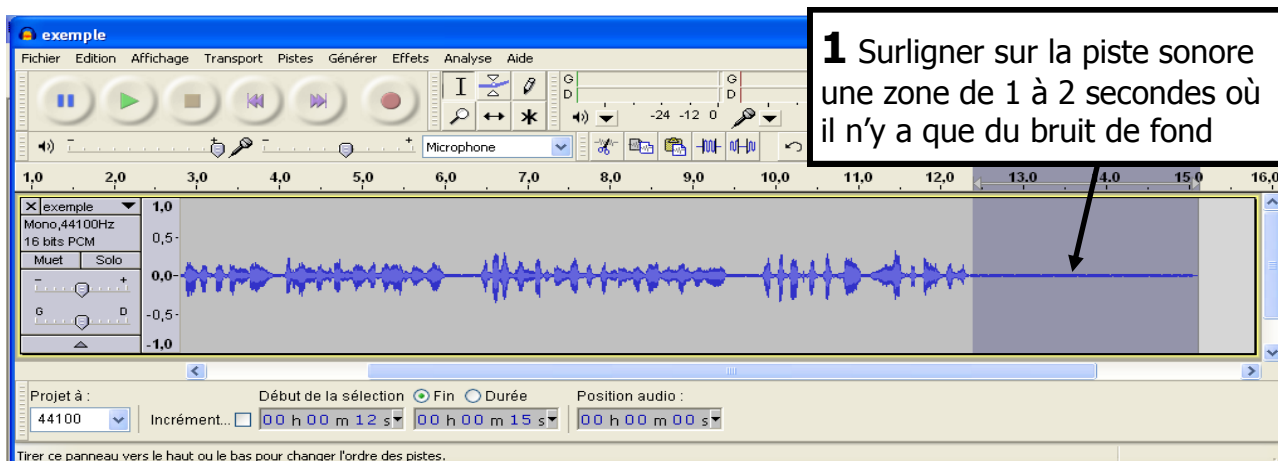 exemple
Fichier Edition Affichage Transport Pistes Générer Effets Analyse Aide
1 Surligner sur la piste sonore
une zone de 1 à 2 secondes où
il n'y a que du bruit de fond
G G
D D
-24 -12 0
Microphone
1,0 2,0 3,0 4,0 5,0 6,0 7,0 8,0 9,0 10,0 11,0 12,0 13,0 14,0 15,0 16,0
exemple
Mono,44100Hz
16 bits PCM
Muet Solo
- +
G D
1,0
0,5-
0,0-
-0,5-
-1,0
Projet à :
44100
Incrément...
Début de la sélection Fin Durée Position audio :
00 h 00 m 12 s 00 h 00 m 15 s 00 h 00 m 00 s
Tirer ce panneau vers le haut ou le bas pour changer l'ordre des pistes.